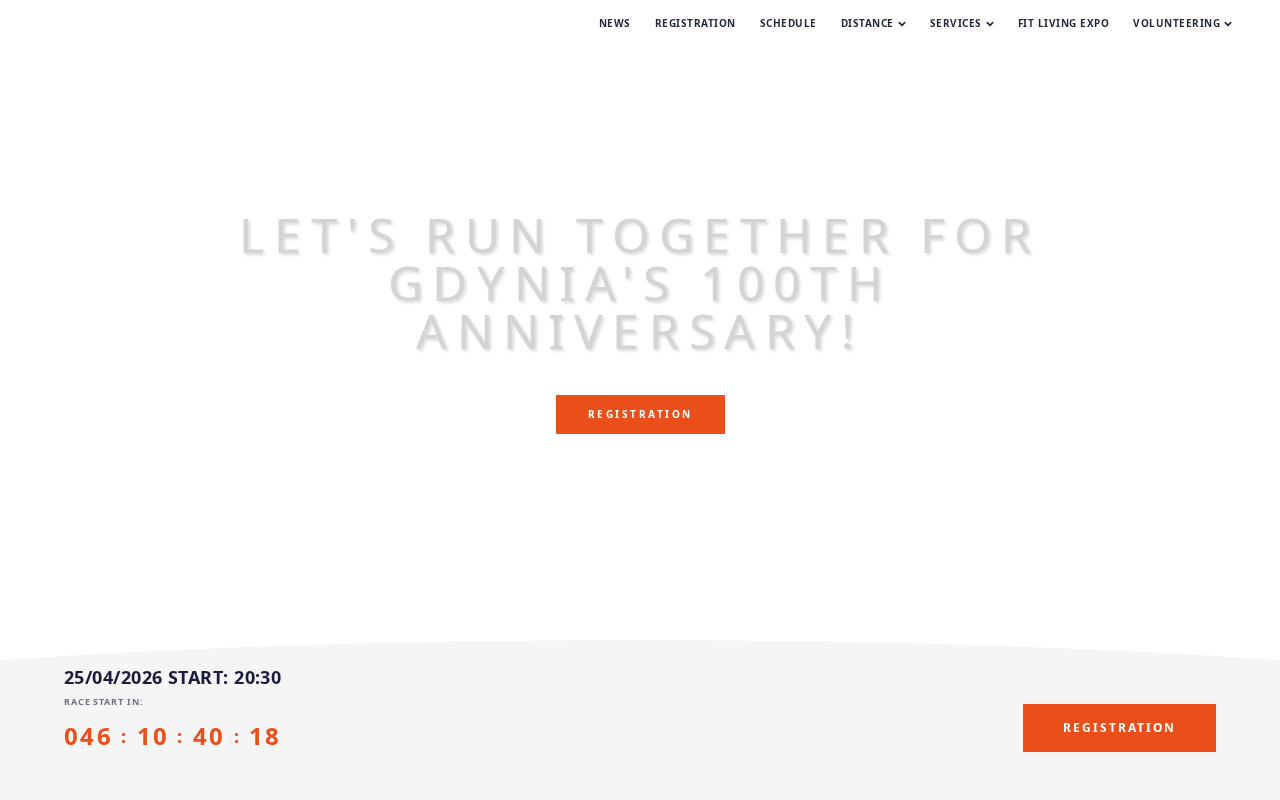 NEWS REGISTRATION SCHEDULE DISTANCE SERVICES FIT LIVING EXPO VOLUNTEERING
LET'S RUN TOGETHER FOR
GDYNIA'S 100TH
ANNIVERSARY!
REGISTRATION
25/04/2026 START: 20:30
RACE START IN:
046 : 10 : 40 : 18
REGISTRATION